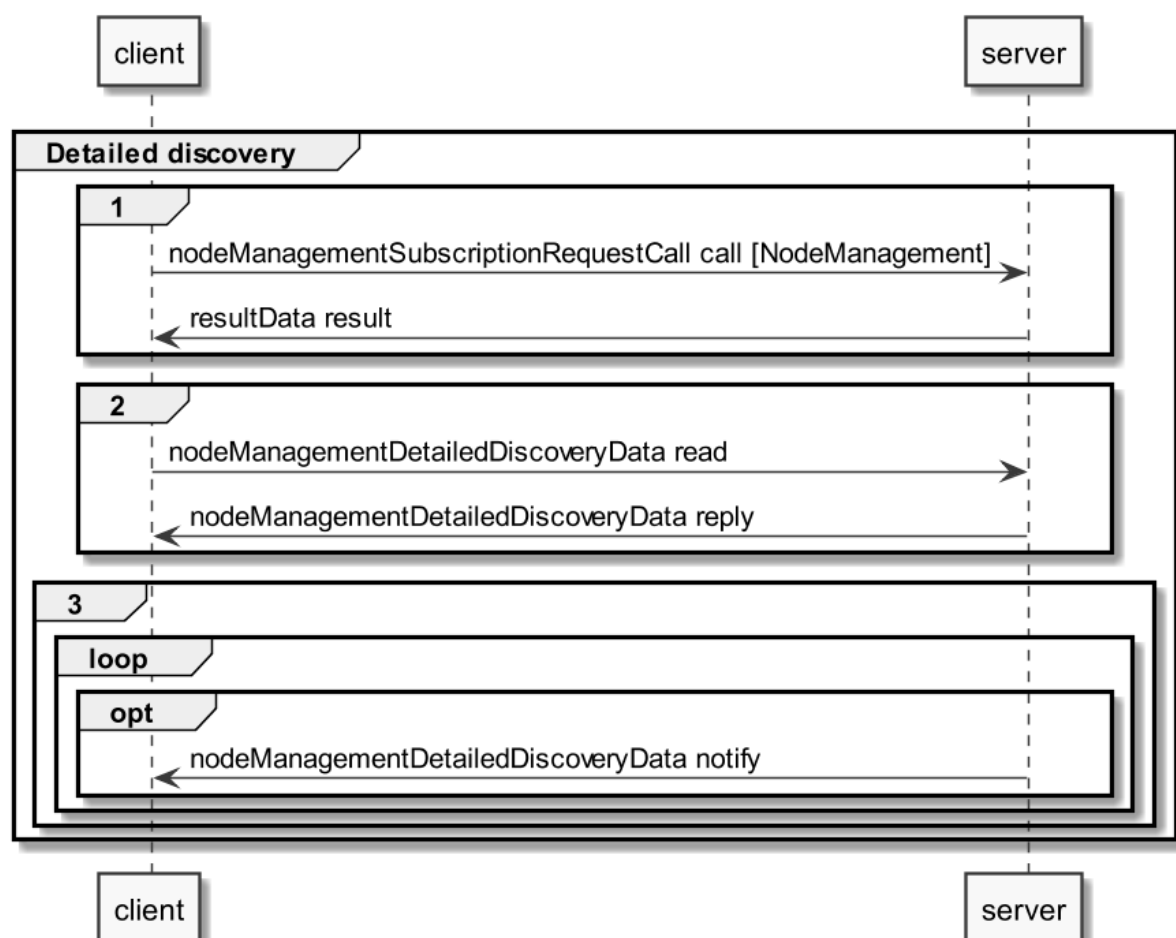 client
server
Detailed discovery
1
nodeManagementSubscriptionRequestCall call [NodeManagement]
resultData result
2
nodeManagementDetailedDiscoveryData read
nodeManagementDetailedDiscoveryData reply
3
loop
opt
nodeManagementDetailedDiscoveryData notify
client
server